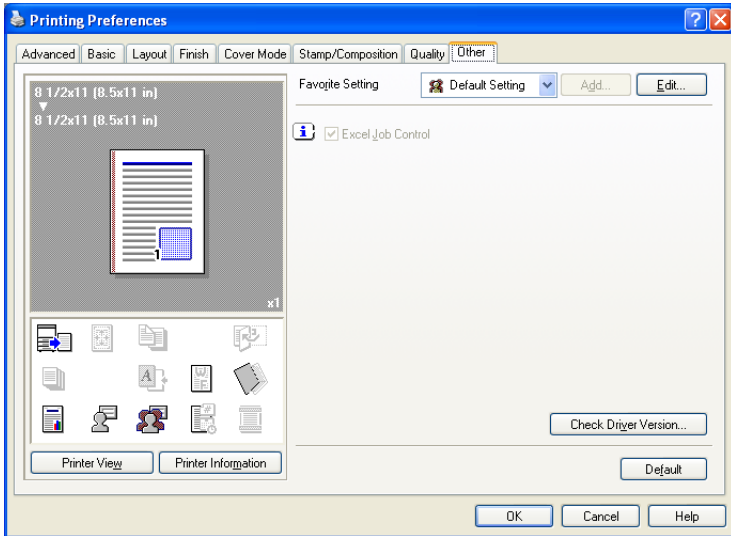 Printing Preferences
Advanced Basic Layout Finish Cover Mode Stamp/Composition Quality Other
8 1/2x11 (8.5x11 in)
8 1/2x11 (8.5x11 in)
1
x1
Favorite Setting Default Setting Add... Edit...
i Excel Job Control
A W F
Check Driver Version...
Printer View Printer Information
Default
OK Cancel Help